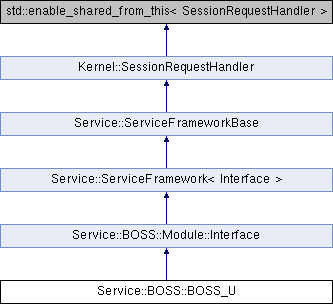 std::enable_shared_from_this< SessionRequestHandler >
Kernel::SessionRequestHandler
Service::ServiceFrameworkBase
Service::ServiceFramework< Interface >
Service::BOSS::Module::Interface
Service::BOSS::BOSS_U